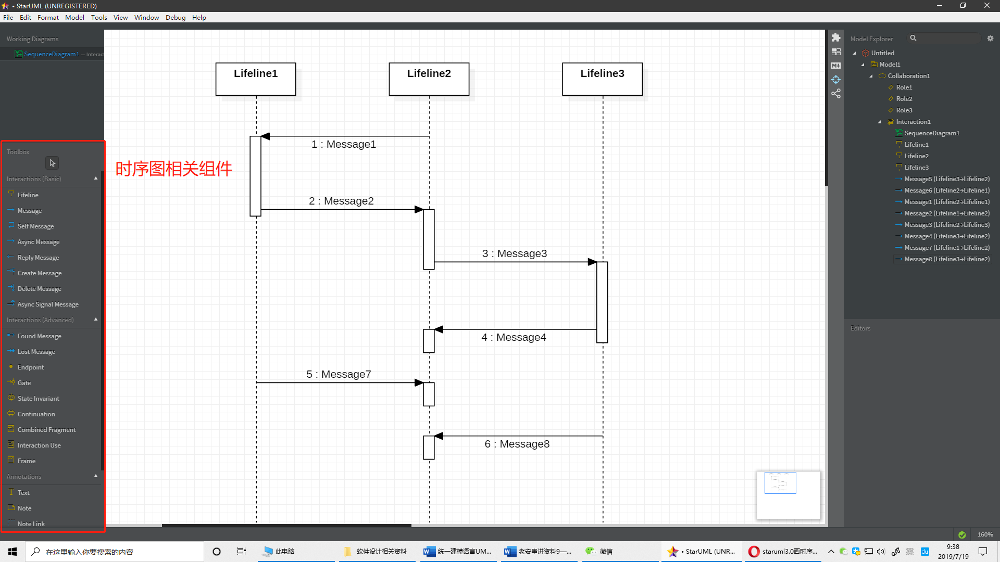 • StarUML (UNREGISTERED)
File Edit Format Model Tools View Window Debug Help
Working Diagrams
SequenceDiagram1 — Interact
Toolbox
Interactions (Basic)
Lifeline
Message
Self Message
Async Message
Reply Message
Create Message
Delete Message
Async Signal Message
Interactions (Advanced)
Found Message
Lost Message
Endpoint
Gate
State Invariant
Continuation
Combined Fragment
Interaction Use
Frame
Annotations
Text
Note
Note Link
时序图相关组件
Lifeline1
Lifeline2
Lifeline3
1 : Message1
2 : Message2
3 : Message3
4 : Message4
5 : Message7
6 : Message8
Model Explorer
Untitled
Model1
Collaboration1
Role1
Role2
Role3
Interaction1
SequenceDiagram1
Lifeline1
Lifeline2
Lifeline3
Message5 (Lifeline3→Lifeline2)
Message6 (Lifeline2→Lifeline1)
Message1 (Lifeline2→Lifeline1)
Message2 (Lifeline1→Lifeline2)
Message3 (Lifeline2→Lifeline3)
Message4 (Lifeline3→Lifeline2)
Message7 (Lifeline1→Lifeline2)
Message8 (Lifeline3→Lifeline2)
Editors
160%
在这里输入你要搜索的内容
此电脑
软件设计相关资料
统一建模语言UM...
老安串讲资料9—...
微信
• StarUML (UNR...
staruml3.0画时序...
英
du
9:38
2019/7/19